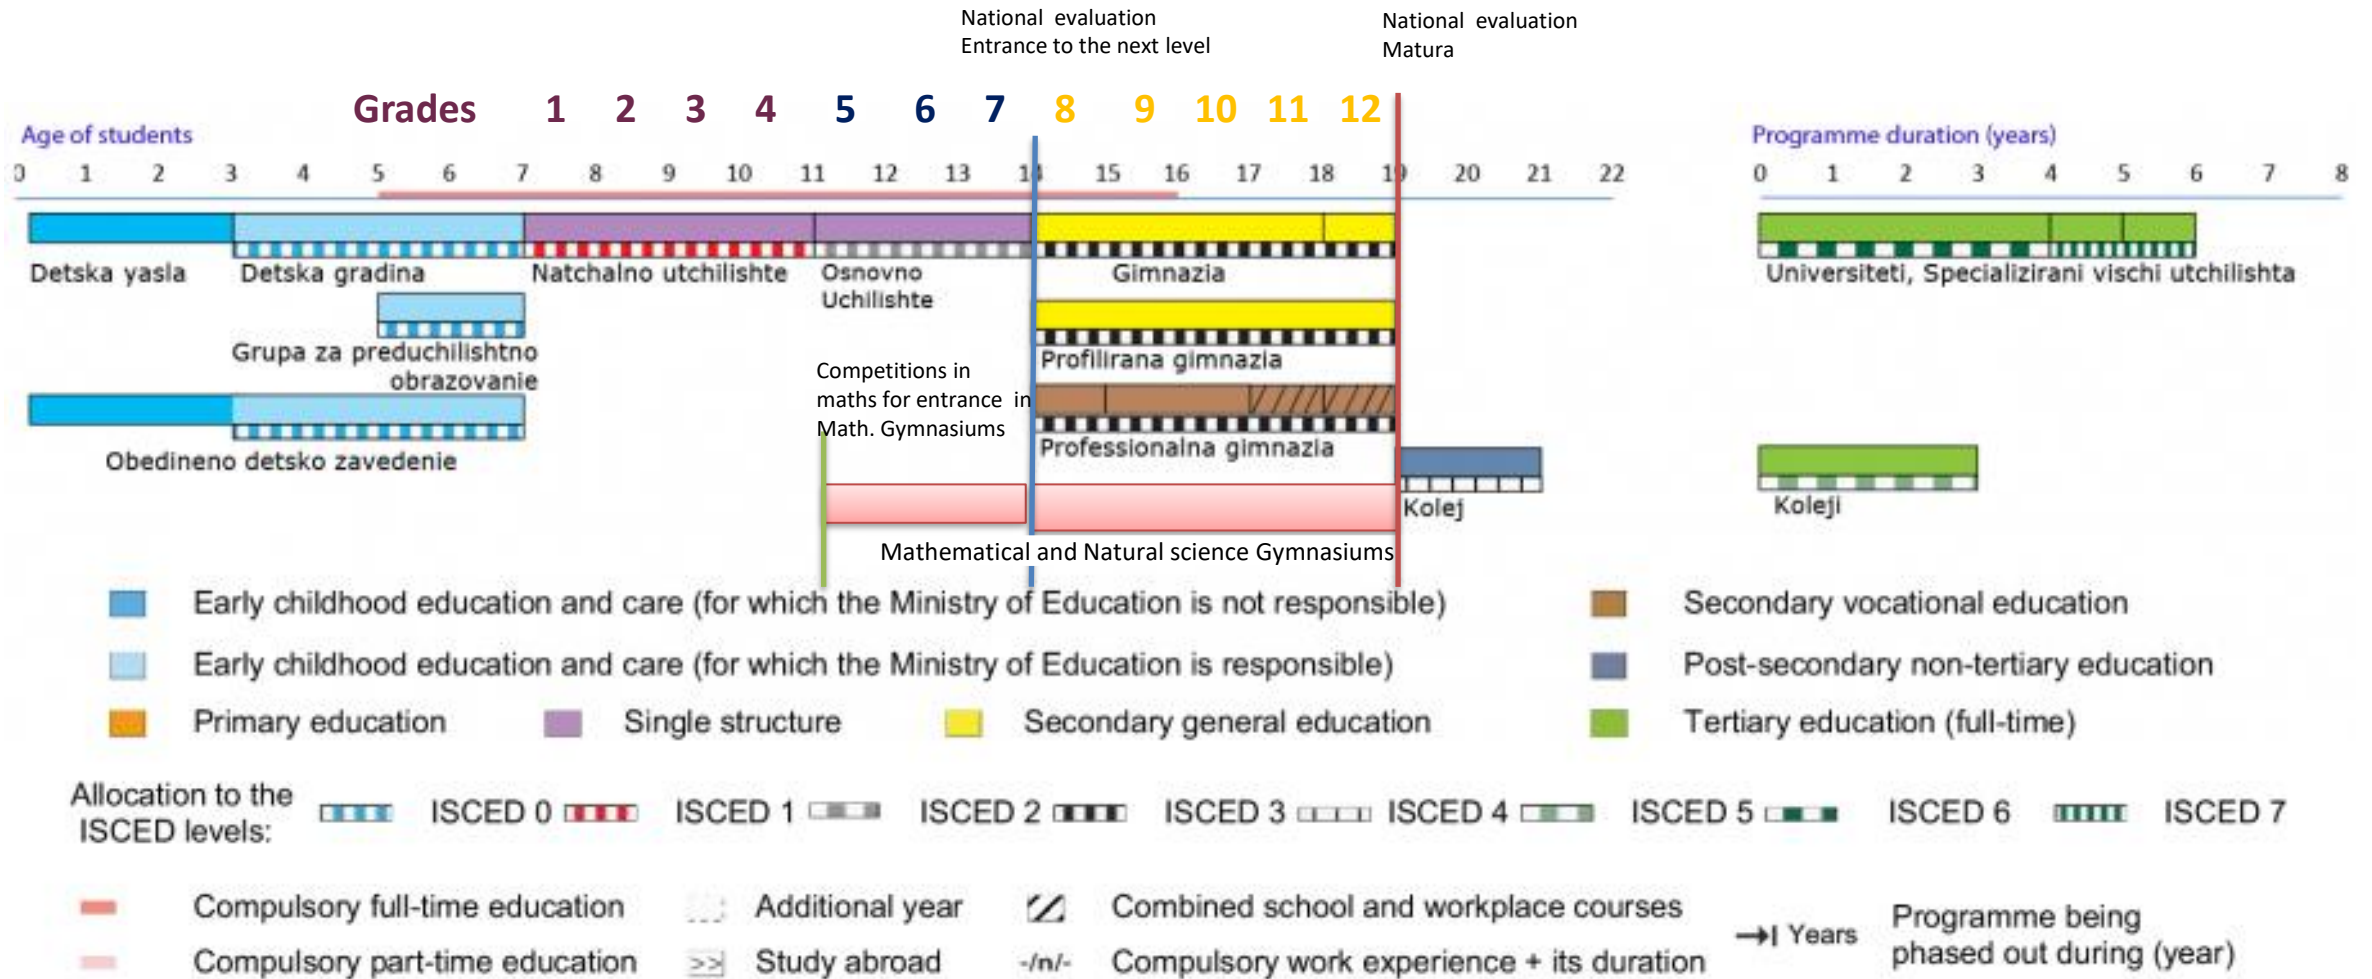 National evaluation
Entrance to the next level
National evaluation
Matura
Grades 1 2 3 4 5 6 7 8 9 10 11 12
Age of students
Programme duration (years)
0 1 2 3 4 5 6 7 8 9 10 11 12 13 14 15 16 17 18 19 20 21 22
0 1 2 3 4 5 6 7 8
Detska yasla
Detska gradina
Natchalno utchilishte
Osnovno
Uchilishte
Gimnazia
Universiteti, Specializirani vischi utchilishta
Grupa za preduchilishtno
obrazovanie
Profilirana gimnazia
Competitions in
maths for entrance in
Math. Gymnasiums
Professionalna gimnazia
Obedineno detsko zavedenie
Kolej
Koleji
Mathematical and Natural science Gymnasiums
Early childhood education and care (for which the Ministry of Education is not responsible)
Secondary vocational education
Early childhood education and care (for which the Ministry of Education is responsible)
Post-secondary non-tertiary education
Primary education
Single structure
Secondary general education
Tertiary education (full-time)
Allocation to the
ISCED levels:
ISCED 0
ISCED 1
ISCED 2
ISCED 3
ISCED 4
ISCED 5
ISCED 6
ISCED 7
Compulsory full-time education
Additional year
Combined school and workplace courses
Years
Programme being
phased out during (year)
Compulsory part-time education
>>
Study abroad
-/n/-
Compulsory work experience + its duration